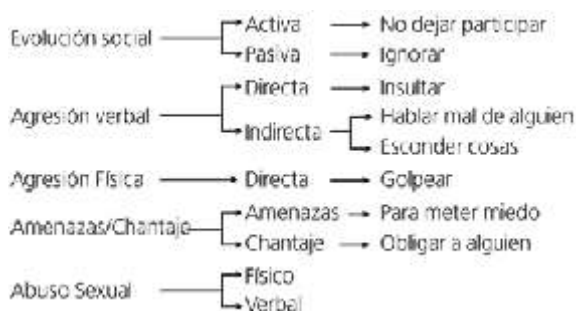 Evolución social Activa No dejar participar
Pasiva Ignorar
Agresión verbal Directa Insultar
Indirecta Hablar mal de alguien
Esconder cosas
Agresión Física Directa Golpear
Amenazas/Chantaje Amenazas Para meter miedo
Chantaje Obligar a alguien
Abuso Sexual Físico
Verbal